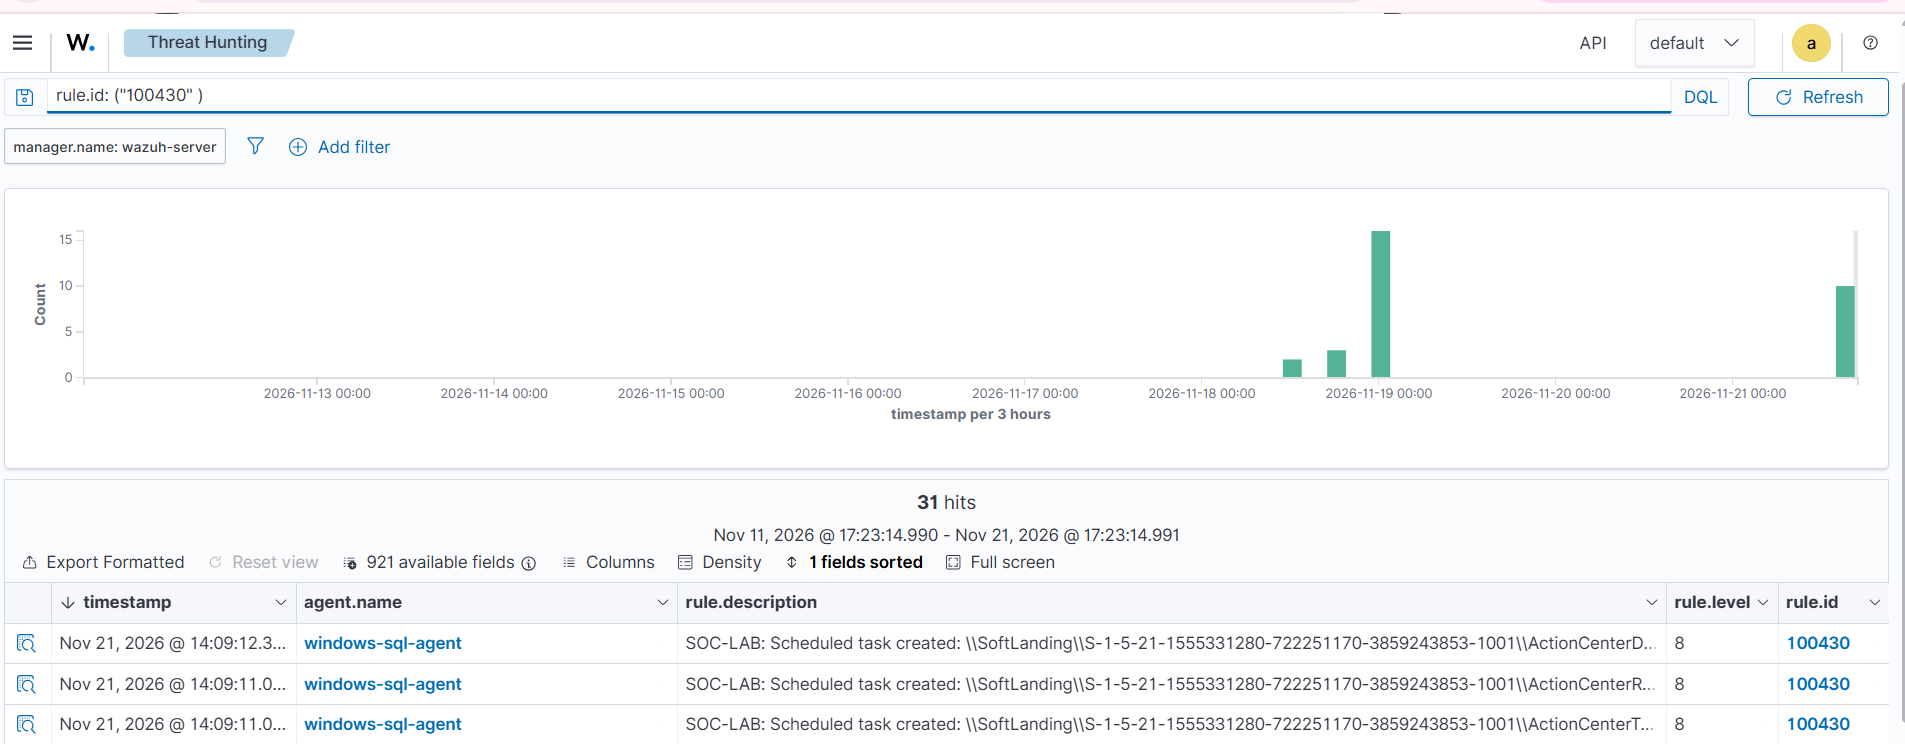 W. Threat Hunting API default a
rule.id: ("100430" ) DQL Refresh
manager.name: wazuh-server Add filter
15
10
5
0
Count
2026-11-13 00:00 2026-11-14 00:00 2026-11-15 00:00 2026-11-16 00:00 2026-11-17 00:00 2026-11-18 00:00 2026-11-19 00:00 2026-11-20 00:00 2026-11-21 00:00
timestamp per 3 hours
31 hits
Nov 11, 2026 @ 17:23:14.990 - Nov 21, 2026 @ 17:23:14.991
Export Formatted Reset view 921 available fields Columns Density 1 fields sorted Full screen
timestamp agent.name rule.description rule.level rule.id
Nov 21, 2026 @ 14:09:12.3... windows-sql-agent SOC-LAB: Scheduled task created: \\SoftLanding\\S-1-5-21-1555331280-722251170-3859243853-1001\\ActionCenterD... 8 100430
Nov 21, 2026 @ 14:09:11.0... windows-sql-agent SOC-LAB: Scheduled task created: \\SoftLanding\\S-1-5-21-1555331280-722251170-3859243853-1001\\ActionCenterR... 8 100430
Nov 21, 2026 @ 14:09:11.0... windows-sql-agent SOC-LAB: Scheduled task created: \\SoftLanding\\S-1-5-21-1555331280-722251170-3859243853-1001\\ActionCenterT... 8 100430